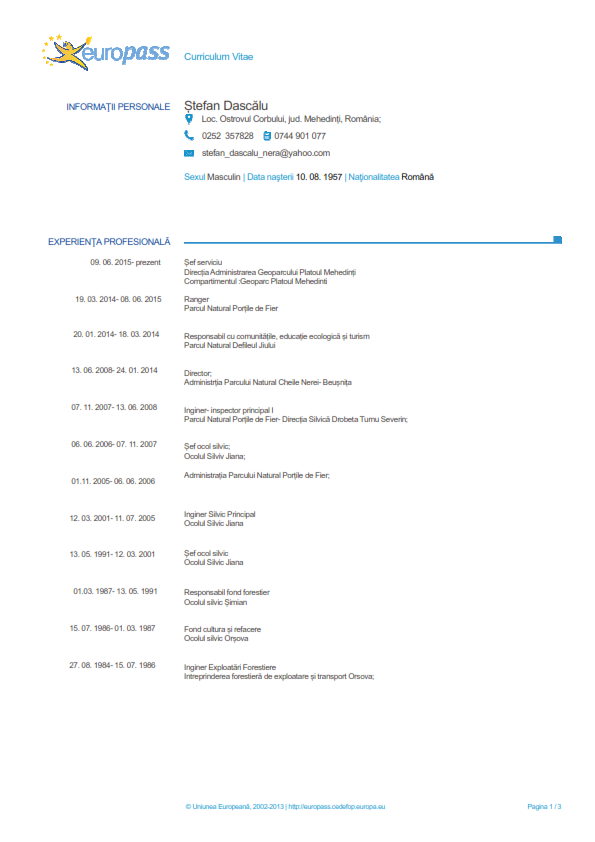 europass
Curriculum Vitae
INFORMAŢII PERSONALE
Ștefan Dascălu
Loc. Ostrovul Corbului, jud. Mehedinți, România;
0252 357828 0744 901 077
stefan_dascalu_nera@yahoo.com
Sexul Masculin | Data naşterii 10. 08. 1957 | Naţionalitatea Română
EXPERIENŢA PROFESIONALĂ
09. 06. 2015- prezent
Șef serviciu
Direcția Administrarea Geoparcului Platoul Mehedinți
Compartimentul :Geoparc Platoul Mehedinti
19. 03. 2014- 08. 06. 2015
Ranger
Parcul Natural Porțile de Fier
20. 01. 2014- 18. 03. 2014
Responsabil cu comunitățile, educație ecologică și turism
Parcul Natural Defileul Jiului
13. 06. 2008- 24. 01. 2014
Director;
Administrția Parcului Natural Cheile Nerei- Beușnița
07. 11. 2007- 13. 06. 2008
Inginer- inspector principal I
Parcul Natural Porțile de Fier- Direcția Silvică Drobeta Turnu Severin;
06. 06. 2006- 07. 11. 2007
Șef ocol silvic;
Ocolul Silviv Jiana;
01.11. 2005- 06. 06. 2006
Administrația Parcului Natural Porțile de Fier;
12. 03. 2001- 11. 07. 2005
Inginer Silvic Principal
Ocolul Silvic Jiana
13. 05. 1991- 12. 03. 2001
Șef ocol silvic
Ocolul Silvic Jiana
01.03. 1987- 13. 05. 1991
Responsabil fond forestier
Ocolul silvic Șimian
15. 07. 1986- 01. 03. 1987
Fond cultura și refacere
Ocolul silvic Orșova
27. 08. 1984- 15. 07. 1986
Inginer Exploatări Forestiere
Intreprinderea forestieră de exploatare și transport Orsova;
© Uniunea Europeană, 2002-2013 | http://europass.cedefop.europa.eu
Pagina 1 / 3